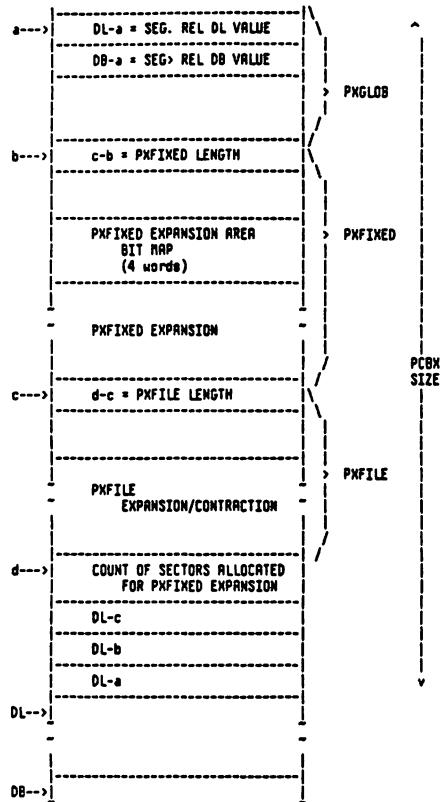 a---> DL-a = SEG. REL DL VALUE
DB-a = SEG> REL DB VALUE
> PXGLOB
b---> c-b = PXFIXED LENGTH
PXFIXED EXPANSION AREA > PXFIXED
BIT MAP
(4 words)
PXFIXED EXPANSION
PCBX
SIZE
c---> d-c = PXFILE LENGTH
> PXFILE
PXFILE
EXPANSION/CONTRACTION
d---> COUNT OF SECTORS ALLOCATED
FOR PXFIXED EXPANSION
DL-c
DL-b
DL-a
DL-->
DB-->